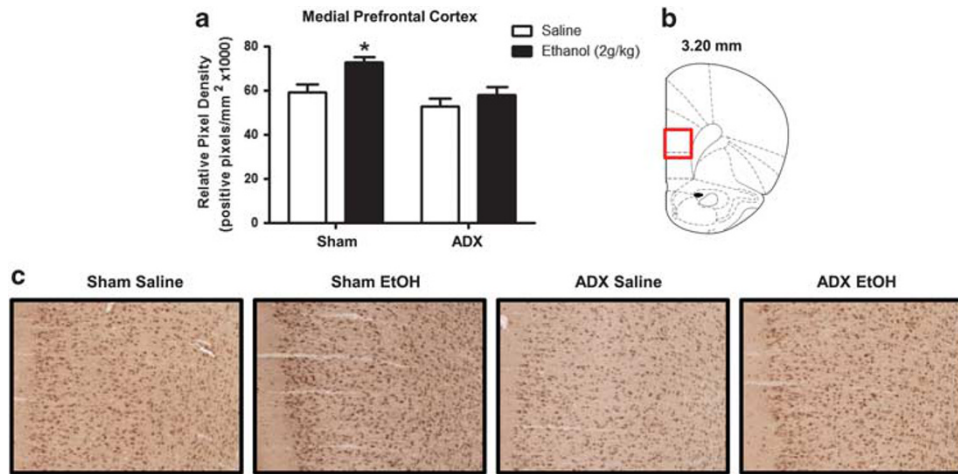 a
Medial Prefrontal Cortex
Relative Pixel Density
(positive pixels/mm² x1000)
80
60
40
20
0
*
Saline
Ethanol (2g/kg)
Sham
ADX
b
3.20 mm
c
Sham Saline
Sham EtOH
ADX Saline
ADX EtOH